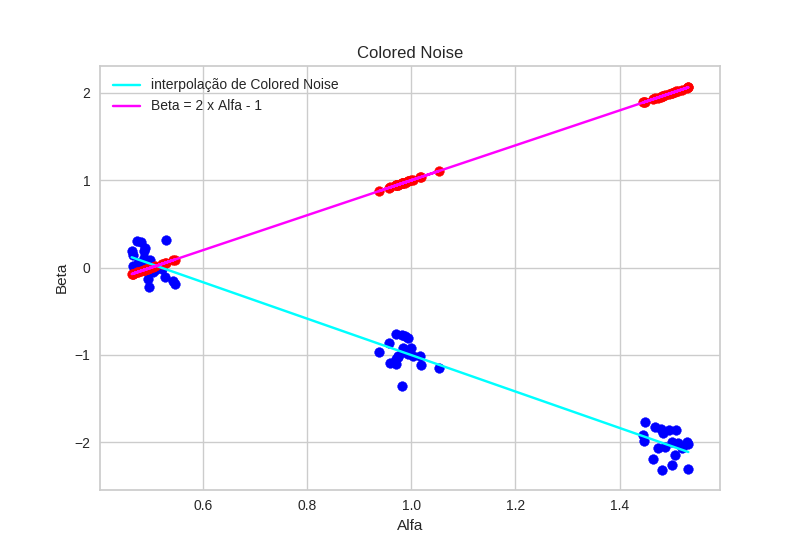 Colored Noise
interpolação de Colored Noise
Beta = 2 x Alfa - 1
2
1
0
−1
−2
Beta
0.6 0.8 1.0 1.2 1.4
Alfa